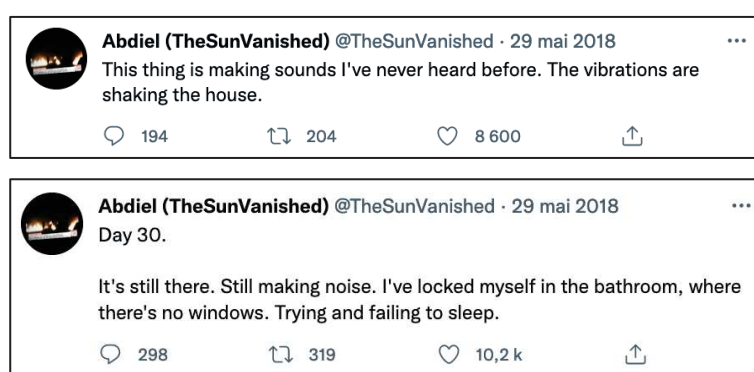 Abdiel (TheSunVanished) @TheSunVanished · 29 mai 2018
This thing is making sounds I've never heard before. The vibrations are
shaking the house.
194 204 8 600
Abdiel (TheSunVanished) @TheSunVanished · 29 mai 2018
Day 30.
It's still there. Still making noise. I've locked myself in the bathroom, where
there's no windows. Trying and failing to sleep.
298 319 10,2 k